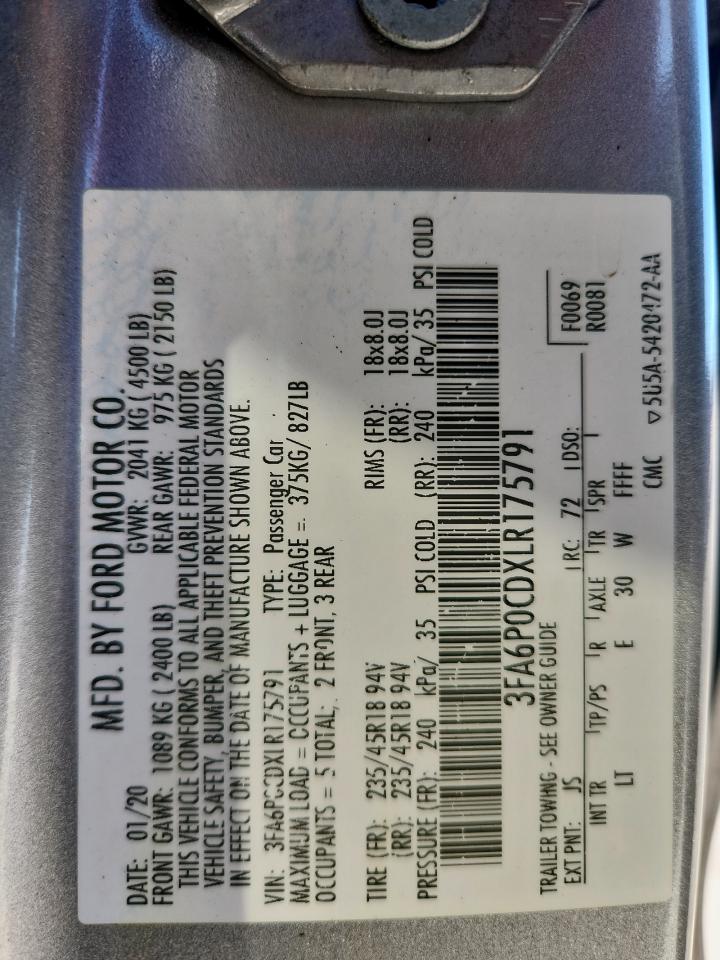 MFD. BY FORD MOTOR CO.
DATE: 01/20 GVWR: 2041 KG ( 4500 LB)
FRONT GAWR: 1089 KG ( 2400 LB) REAR GAWR: 975 KG ( 2150 LB)
THIS VEHICLE CONFORMS TO ALL APPLICABLE FEDERAL MOTOR
VEHICLE SAFETY, BUMPER, AND THEFT PREVENTION STANDARDS
IN EFFECT ON THE DATE OF MANUFACTURE SHOWN ABOVE.
VIN: 3FA6P0CDXLR175791 TYPE: Passenger Car
MAXIMUM LOAD = OCCUPANTS + LUGGAGE = 375KG/ 827LB
OCCUPANTS = 5 TOTAL, 2 FRONT, 3 REAR
TIRE (FR): 235/45R18 94V RIMS (FR): 18x8.0J
(RR): 235/45R18 94V (RR): 18x8.0J
PRESSURE (FR): 240 kPa/ 35 PSI COLD (RR): 240 kPa/ 35 PSI COLD
3FA6P0CDXLR175791
TRAILER TOWING - SEE OWNER GUIDE
EXT PNT: JS RC: 72 DSO: F0069
R0081
INT TR TP/PS R AXLE TR SPR
LT E 30 W FFFF
CMC ▽5U5A-5420472-AA